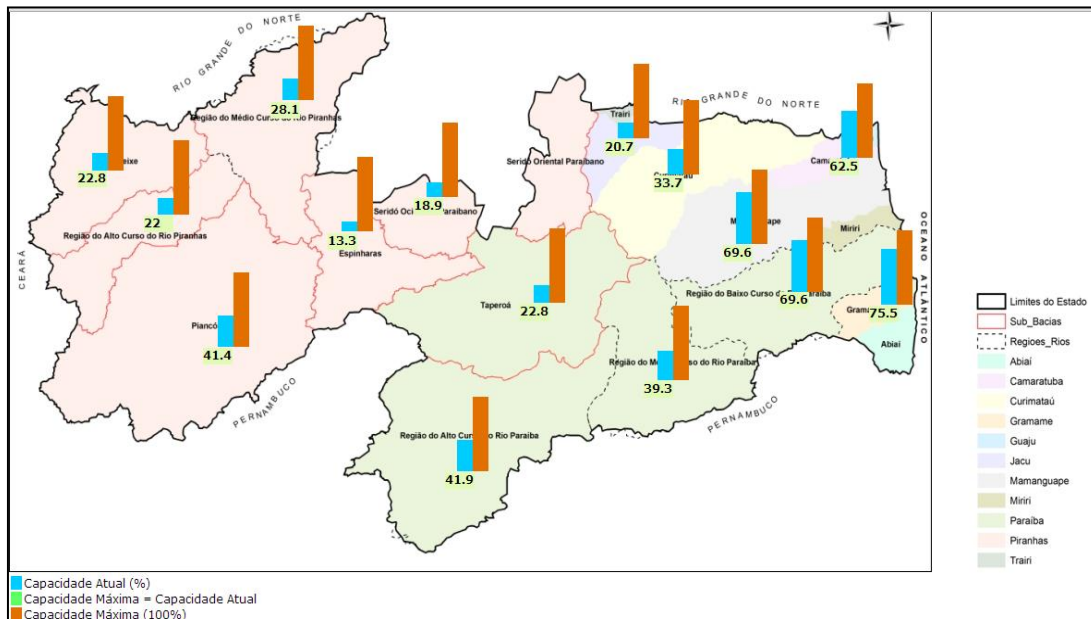 RIO GRANDE DO NORTE
28.1
Região do Médio Curso do Rio Piranhas
RIO GRANDE DO NORTE
Trairi
20.7
Seridó Oriental Paraibano
33.7
62.5
22.8
18.9
Seridó Paraibano
22
Região do Alto Curso do Rio Piranhas
13.3
Espinharas
69.6
Miriri
OCEANO ATLÂNTICO
CEARÁ
Taperoá
22.8
Região do Baixo Curso
69.6
75.5
Abiaí
41.4
Região do Rio Paraíba
39.3
PERNAMBUCO
PERNAMBUCO
Região do Alto Rio Paraíba
41.9
Limites do Estado
Sub_Bacias
Regioes_Rios
Abiaí
Camaratuba
Curimataú
Gramame
Guaju
Jacu
Mamanguape
Miriri
Paraíba
Piranhas
Trairi
Capacidade Atual (%)
Capacidade Máxima = Capacidade Atual
Capacidade Máxima (100%)